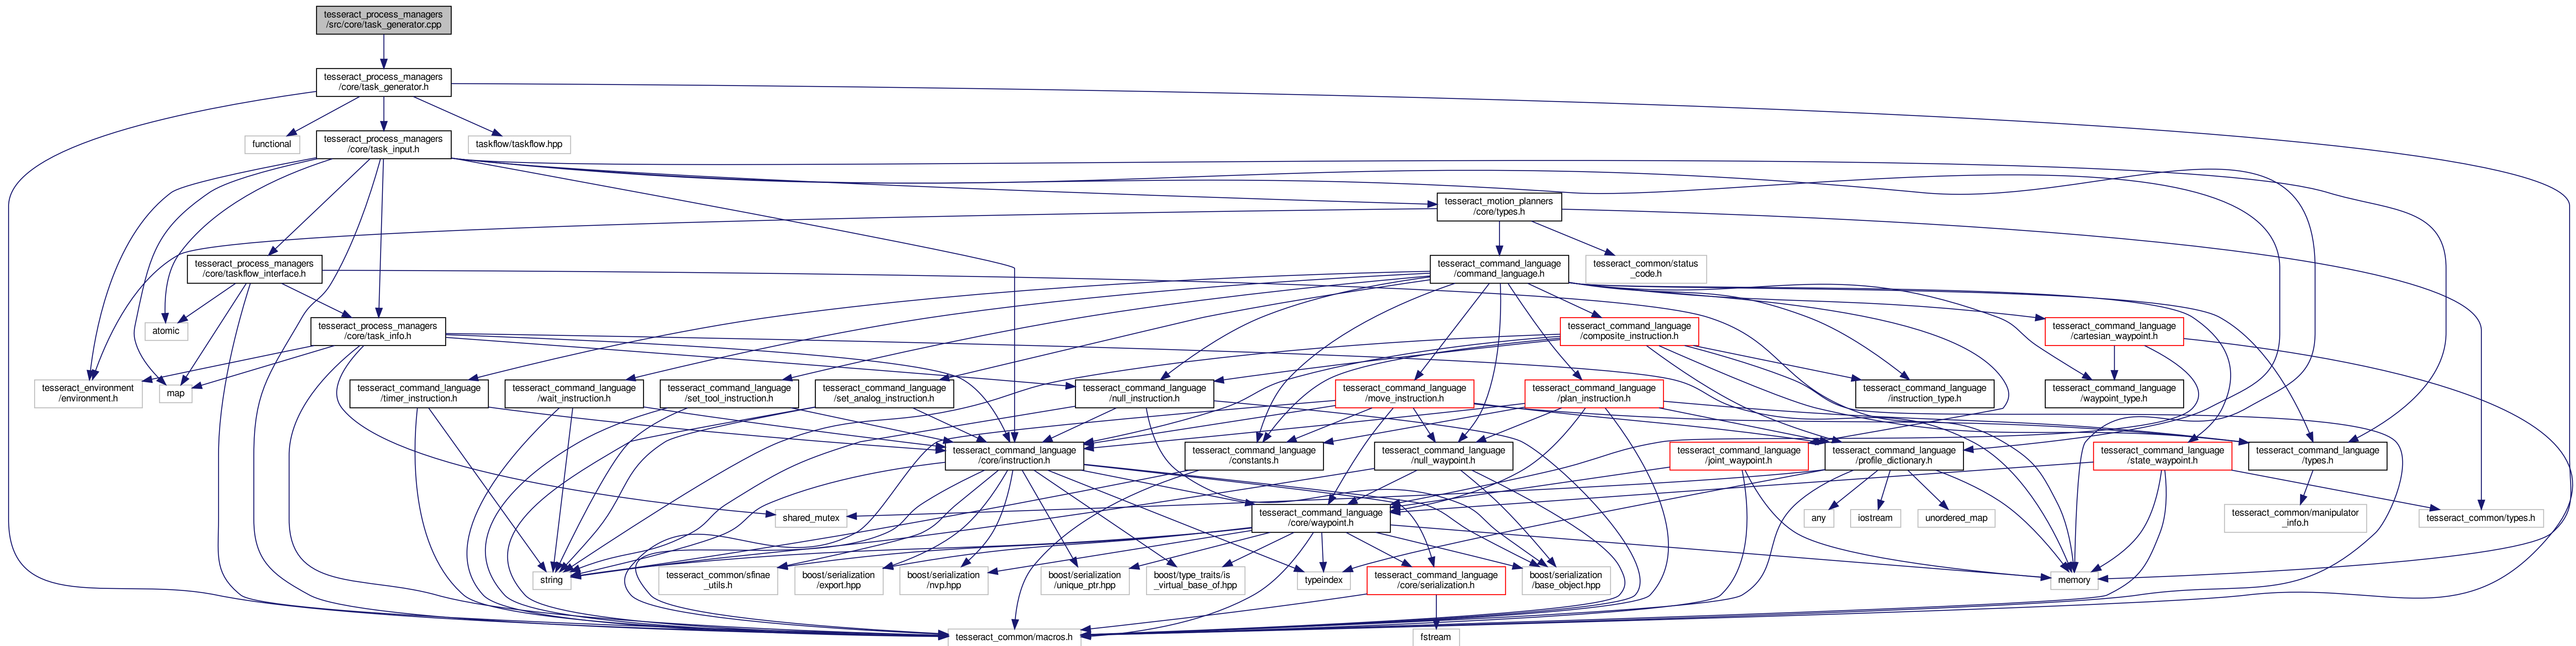 tesseract_process_managers
/src/core/task_generator.cpp
tesseract_process_managers
/core/task_generator.h
functional
tesseract_process_managers
/core/task_input.h
taskflow/taskflow.hpp
tesseract_motion_planners
/core/types.h
tesseract_process_managers
/core/taskflow_interface.h
tesseract_command_language
/command_language.h
tesseract_common/status
_code.h
atomic
tesseract_process_managers
/core/task_info.h
tesseract_command_language
/composite_instruction.h
tesseract_command_language
/cartesian_waypoint.h
tesseract_environment
/environment.h
map
tesseract_command_language
/timer_instruction.h
tesseract_command_language
/wait_instruction.h
tesseract_command_language
/set_tool_instruction.h
tesseract_command_language
/set_analog_instruction.h
tesseract_command_language
/null_instruction.h
tesseract_command_language
/move_instruction.h
tesseract_command_language
/plan_instruction.h
tesseract_command_language
/instruction_type.h
tesseract_command_language
/waypoint_type.h
tesseract_command_language
/core/instruction.h
tesseract_command_language
/constants.h
tesseract_command_language
/null_waypoint.h
tesseract_command_language
/joint_waypoint.h
tesseract_command_language
/profile_dictionary.h
tesseract_command_language
/state_waypoint.h
tesseract_command_language
/types.h
shared_mutex
tesseract_command_language
/core/waypoint.h
any
iostream
unordered_map
tesseract_common/manipulator
_info.h
tesseract_common/types.h
string
tesseract_common/sfinae
_utils.h
boost/serialization
/export.hpp
boost/serialization
/nvp.hpp
boost/serialization
/unique_ptr.hpp
boost/type_traits/is
_virtual_base_of.hpp
typeindex
tesseract_command_language
/core/serialization.h
boost/serialization
/base_object.hpp
memory
tesseract_common/macros.h
fstream